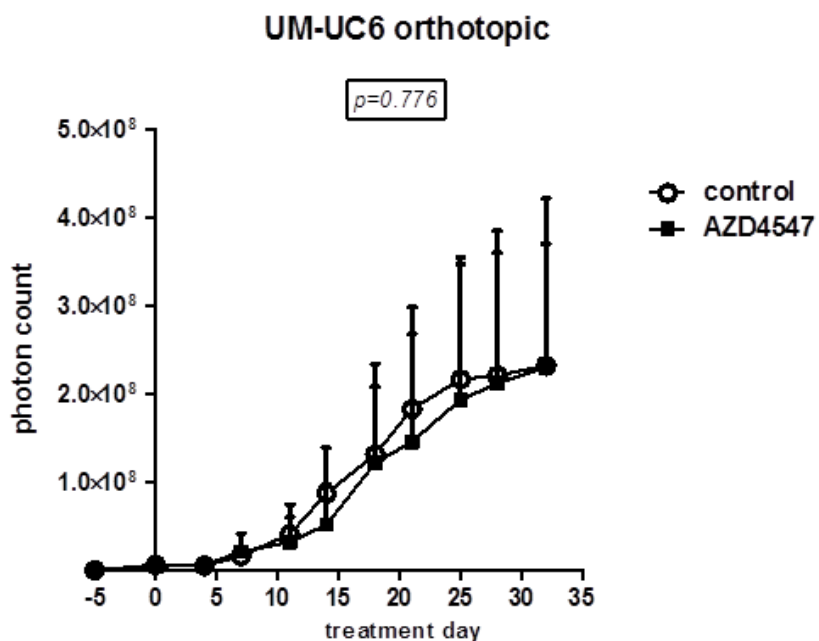 UM-UC6 orthotopic
p=0.776
5.0×10⁸
4.0×10⁸
3.0×10⁸
2.0×10⁸
1.0×10⁸
photon count
control
AZD4547
-5 0 5 10 15 20 25 30 35
treatment day